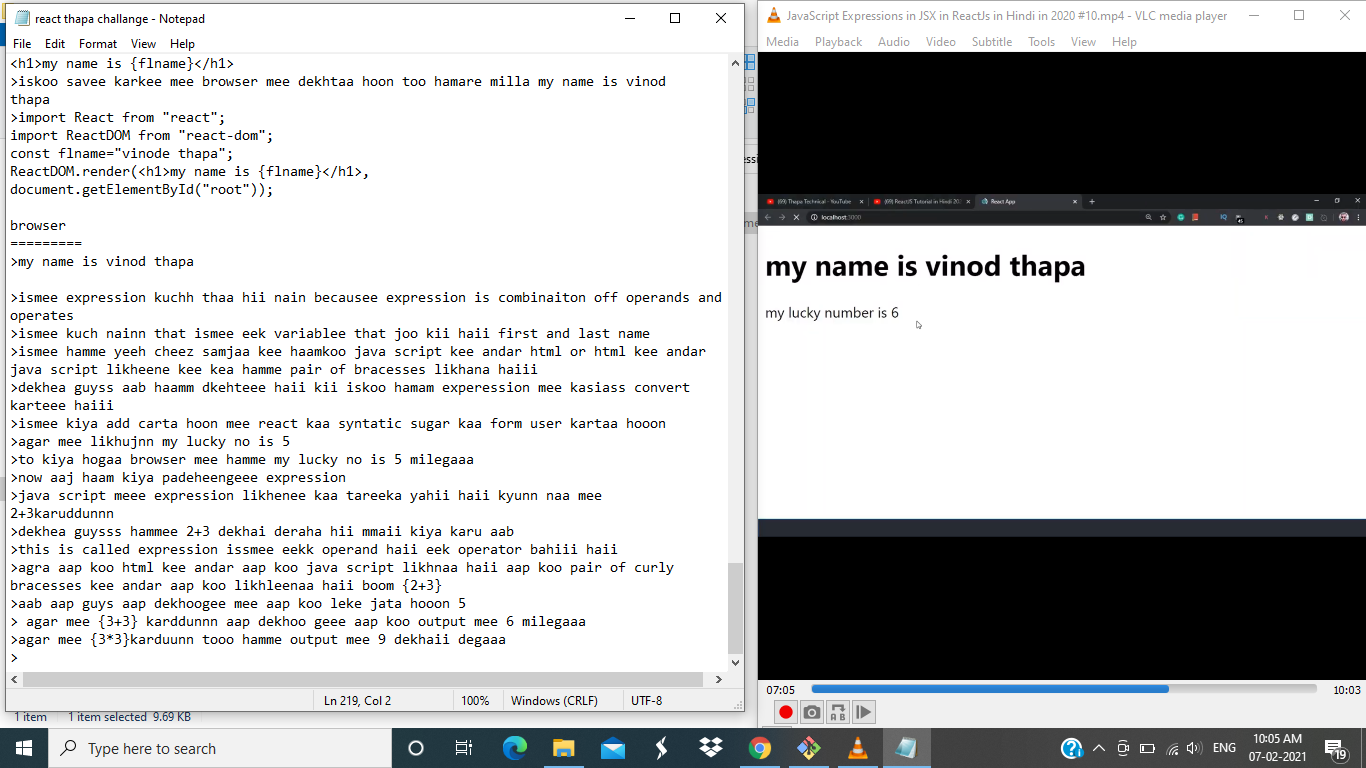 react thapa challange - Notepad
File Edit Format View Help
<h1>my name is {flname}</h1>
>iskoo savee karkee mee browser mee dekhtaa hoon too hamare milla my name is vinod
thapa
>import React from "react";
import ReactDOM from "react-dom";
const flname="vinode thapa";
ReactDOM.render(<h1>my name is {flname}</h1>,
document.getElementById("root"));
browser
=========
>my name is vinod thapa
>ismee expression kuchh thaa hii nain becausee expression is combinaiton off operands and
operates
>ismee kuch nainn that ismee eek variablee that joo kii haii first and last name
>ismee hamme yeeh cheez samjaa kee haamkoo java script kee andar html or html kee andar
java script likheene kee kea hamme pair of bracesses likhana haiii
>dekhea guyss aab haamm dkehteee haii kii iskoo hamam experession mee kasiass convert
karteee haiii
>ismee kiya add carta hoon mee react kaa syntatic sugar kaa form user kartaa hooon
>agar mee likhujnn my lucky no is 5
>to kiya hogaa browser mee hamme my lucky no is 5 milegaaa
>now aaj haam kiya padeheengeee expression
>java script meee expression likhenee kaa tareeka yahii haii kyunn naa mee
2+3karuddunnn
>dekhea guysss hammee 2+3 dekhai deraha hii mmaii kiya karu aab
>this is called expression issmee eekk operand haii eek operator bahiii haii
>agra aap koo html kee andar aap koo java script likhnaa haii aap koo pair of curly
bracesses kee andar aap koo likhleenaa haii boom {2+3}
>aab aap guys aap dekhoogee mee aap koo leke jata hooon 5
> agar mee {3+3} karddunnn aap dekhoo geee aap koo output mee 6 milegaaa
>agar mee {3*3}karduunn tooo hamme output mee 9 dekhaii degaaa
>
Ln 219, Col 2 100% Windows (CRLF) UTF-8
1 item 1 item selected 9.69 KB
JavaScript Expressions in JSX in ReactJs in Hindi in 2020 #10.mp4 - VLC media player
Media Playback Audio Video Subtitle Tools View Help
(69) Thapa Technical - YouTube (69) ReactJS Tutorial in Hindi 20 React App
localhost:3000
my name is vinod thapa
my lucky number is 6
07:05 10:03
Type here to search
ENG
10:05 AM
07-02-2021
19